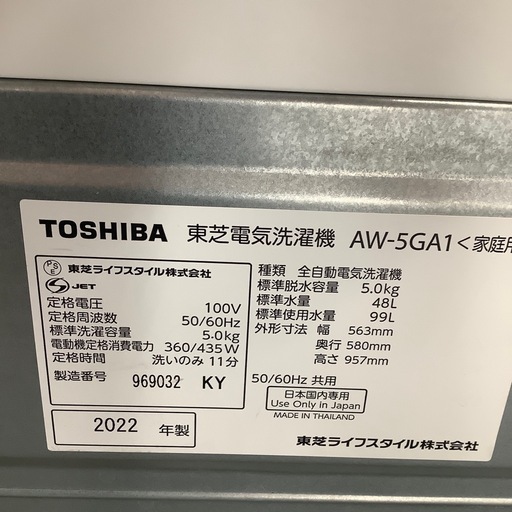 TOSHIBA 東芝電気洗濯機 AW-5GA1<家庭用
PSE
東芝ライフスタイル株式会社
S JET
定格電圧 100V
定格周波数 50/60Hz
標準洗濯容量 5.0kg
電動機定格消費電力 360/435W
定格時間 洗いのみ 11分
製造番号 969032 KY
2022 年製
種類 全自動電気洗濯機
標準脱水容量 5.0kg
標準水量 48L
標準使用水量 99L
外形寸法 幅 563mm
奥行 580mm
高さ 957mm
50/60Hz 共用
日本国内専用
Use Only in Japan
MADE IN THAILAND
東芝ライフスタイル株式会社